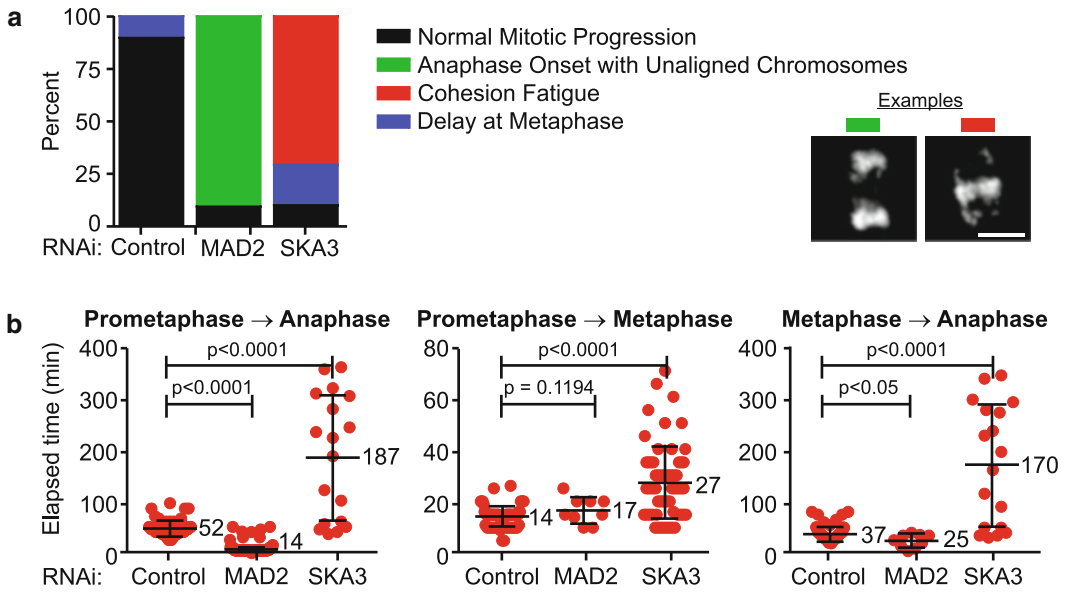 a
Percent
100
75
50
25
0
RNAi: Control MAD2 SKA3
Normal Mitotic Progression
Anaphase Onset with Unaligned Chromosomes
Cohesion Fatigue
Delay at Metaphase
Examples
b
Prometaphase → Anaphase
Elapsed time (min)
400
300
200
100
0
p<0.0001
p<0.0001
52
14
187
RNAi: Control MAD2 SKA3
Prometaphase → Metaphase
80
60
40
20
0
p<0.0001
p = 0.1194
14
17
27
Control MAD2 SKA3
Metaphase → Anaphase
400
300
200
100
0
p<0.0001
p<0.05
37
25
170
Control MAD2 SKA3